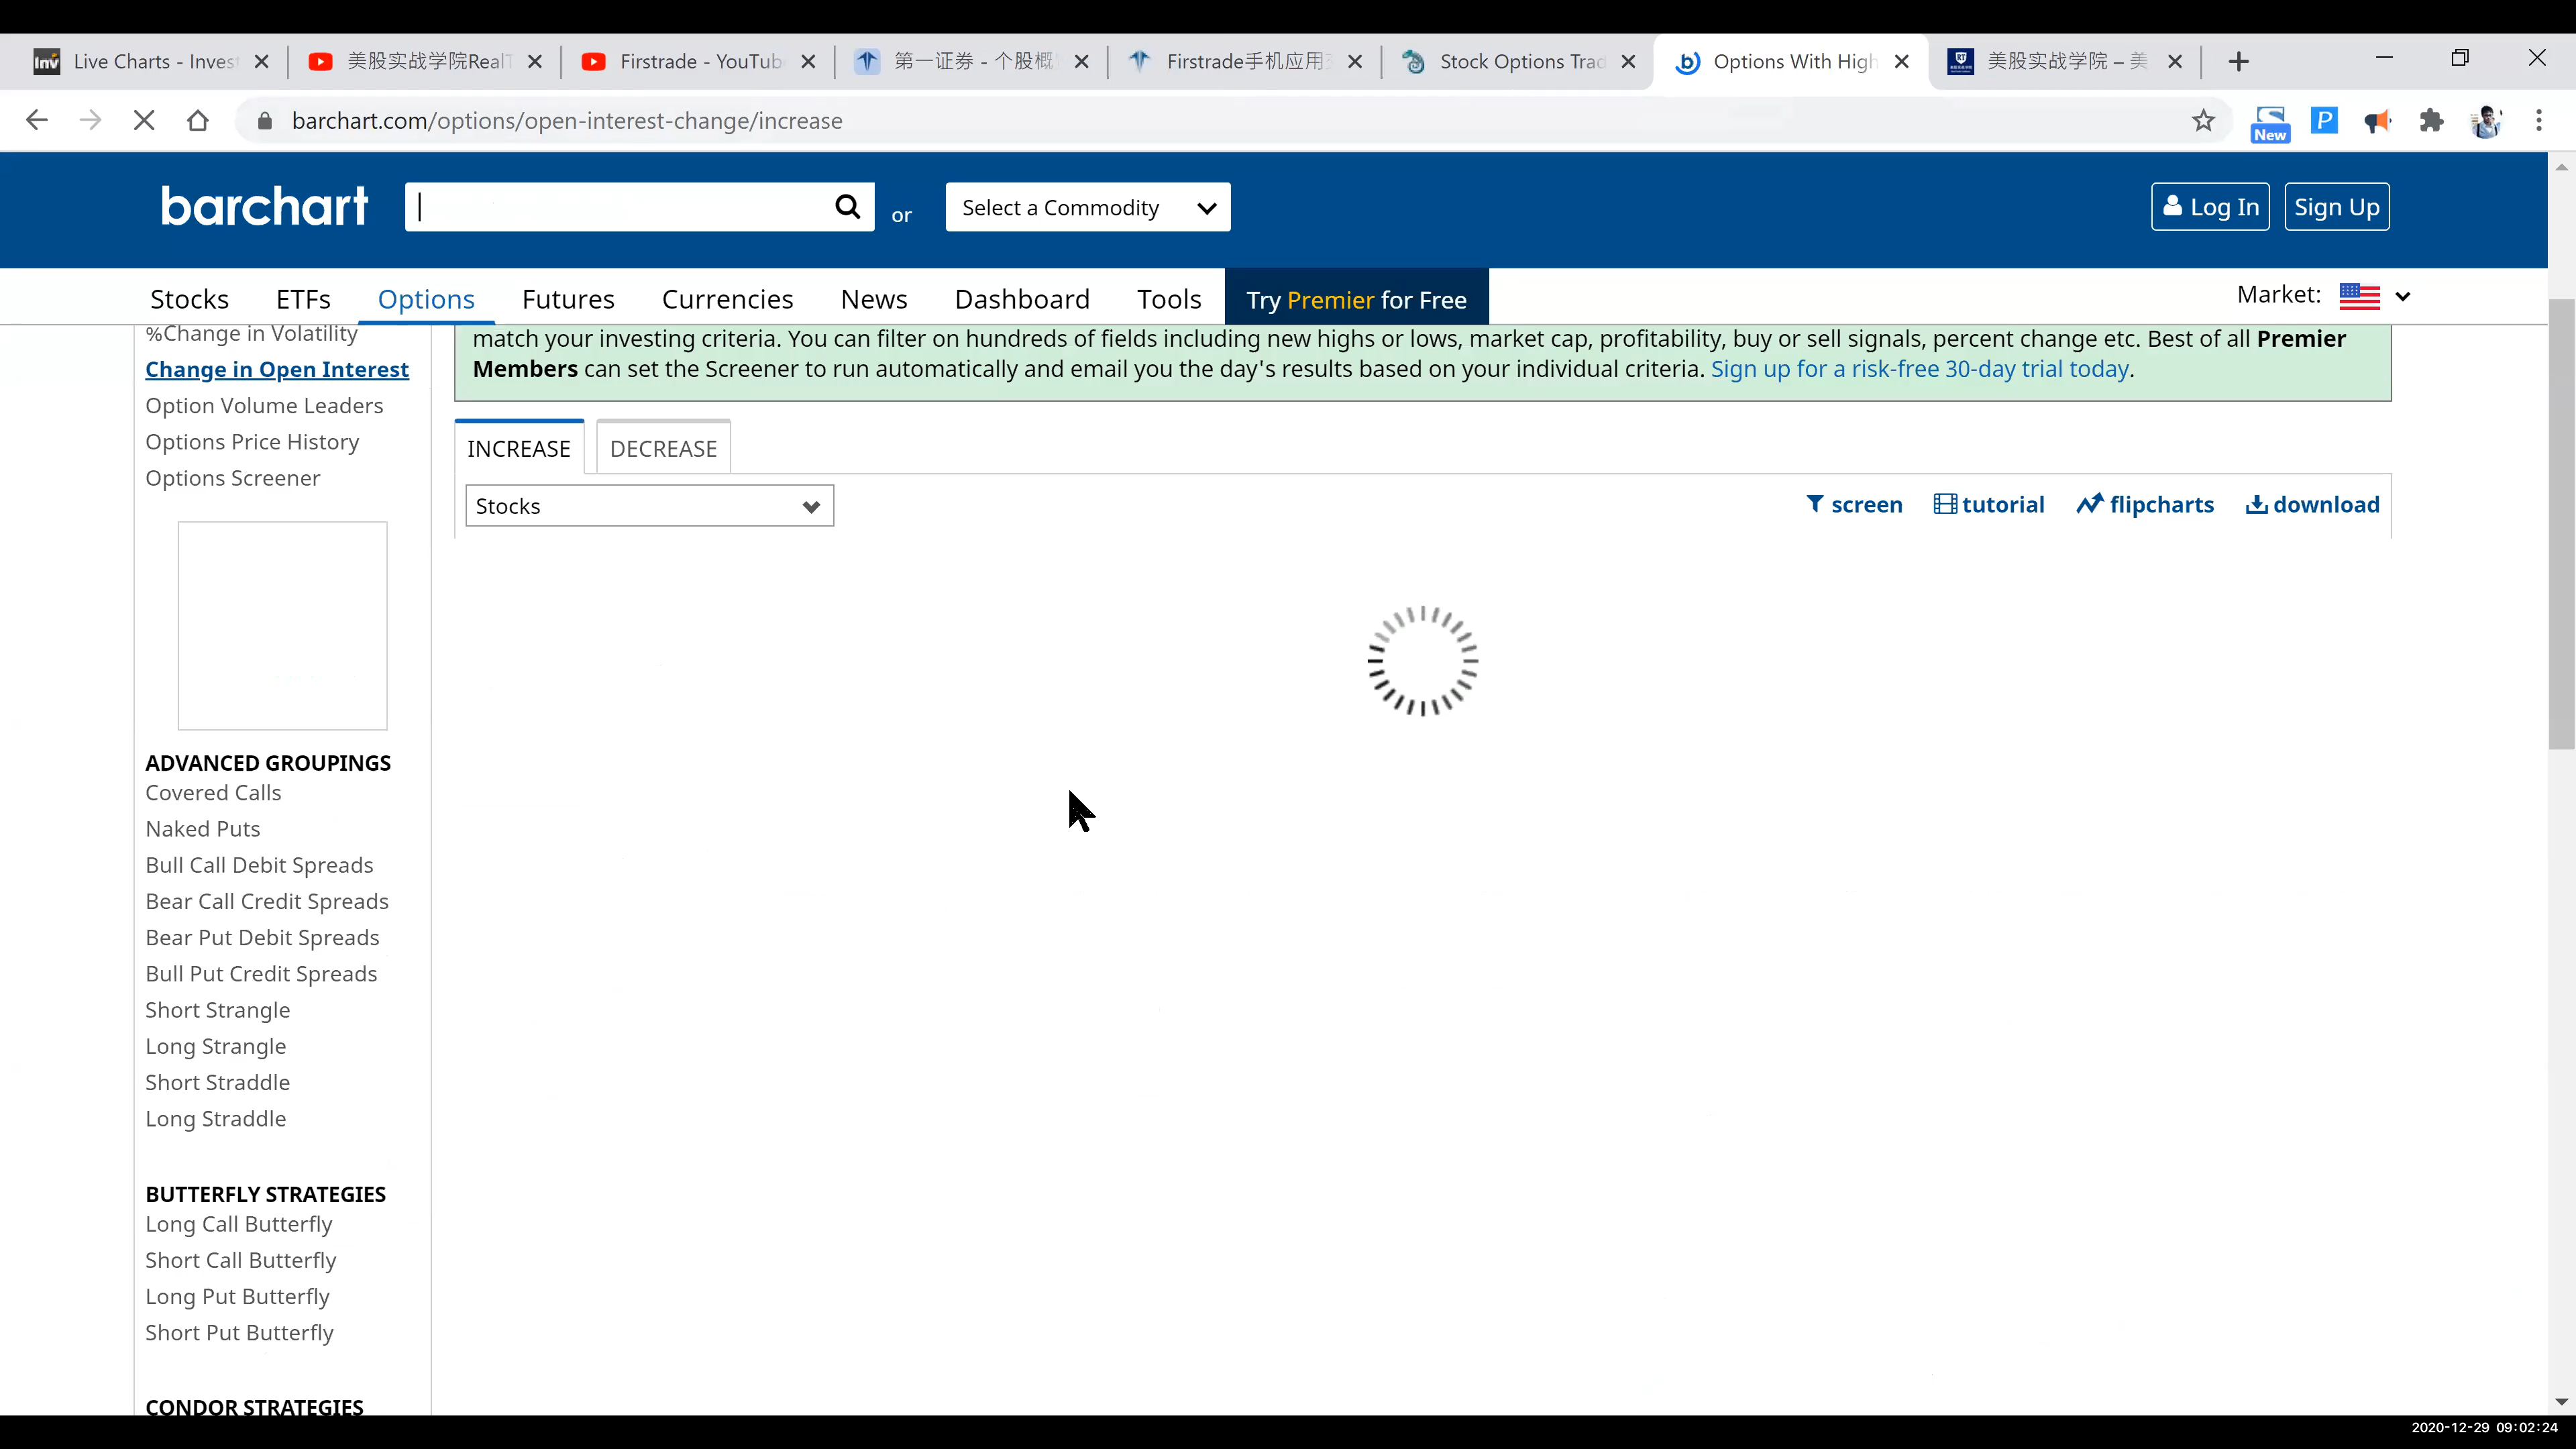 Live Charts - Invest
美股实战学院RealT
Firstrade - YouTub
第一证券 - 个股概
Firstrade手机应用
Stock Options Trad
Options With High
美股实战学院 – 美
barchart.com/options/open-interest-change/increase
New
barchart
or
Select a Commodity
Log In
Sign Up
Stocks
ETFs
Options
Futures
Currencies
News
Dashboard
Tools
Try Premier for Free
Market:
%Change in Volatility
Change in Open Interest
Option Volume Leaders
Options Price History
Options Screener
match your investing criteria. You can filter on hundreds of fields including new highs or lows, market cap, profitability, buy or sell signals, percent change etc. Best of all Premier
Members can set the Screener to run automatically and email you the day's results based on your individual criteria. Sign up for a risk-free 30-day trial today.
INCREASE
DECREASE
Stocks
screen
tutorial
flipcharts
download
ADVANCED GROUPINGS
Covered Calls
Naked Puts
Bull Call Debit Spreads
Bear Call Credit Spreads
Bear Put Debit Spreads
Bull Put Credit Spreads
Short Strangle
Long Strangle
Short Straddle
Long Straddle
BUTTERFLY STRATEGIES
Long Call Butterfly
Short Call Butterfly
Long Put Butterfly
Short Put Butterfly
CONDOR STRATEGIES
2020-12-29 09:02:24